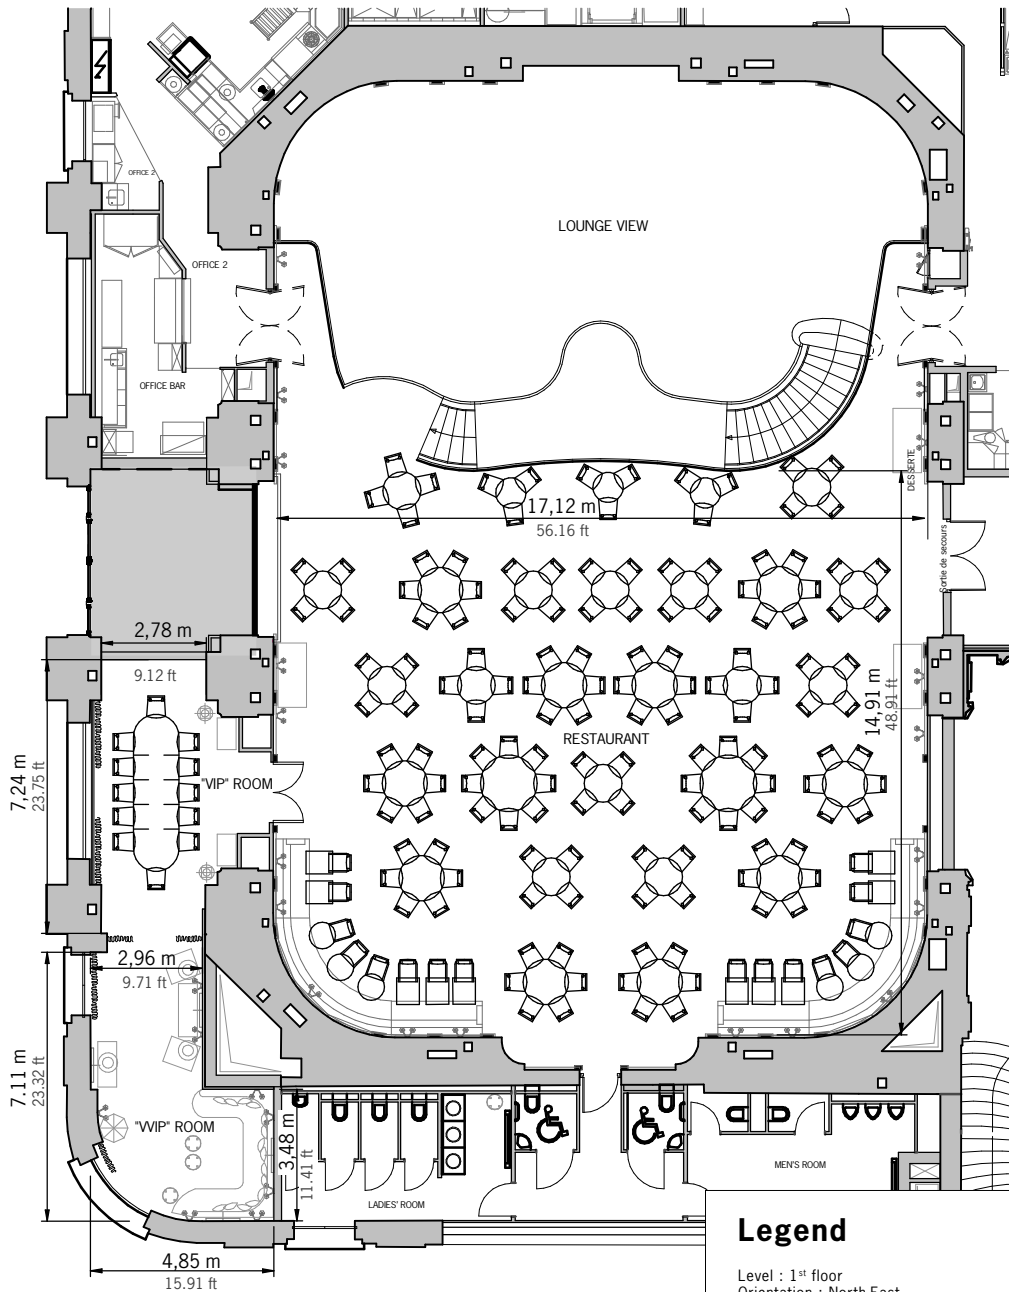 OFFICE 2
LOUNGE VIEW
OFFICE 2
OFFICE BAR
DESSERTE
17,12 m
56.16 ft
Sortie de secours
2,78 m
9.12 ft
14,91 m
48.91 ft
RESTAURANT
7,24 m
23.75 ft
"VIP" ROOM
2,96 m
9.71 ft
7.11 m
23.32 ft
"VVIP" ROOM
3,48 m
11.41 ft
MEN'S ROOM
LADIES' ROOM
4,85 m
15.91 ft
Legend
Level : 1st floor
Orientation : North East